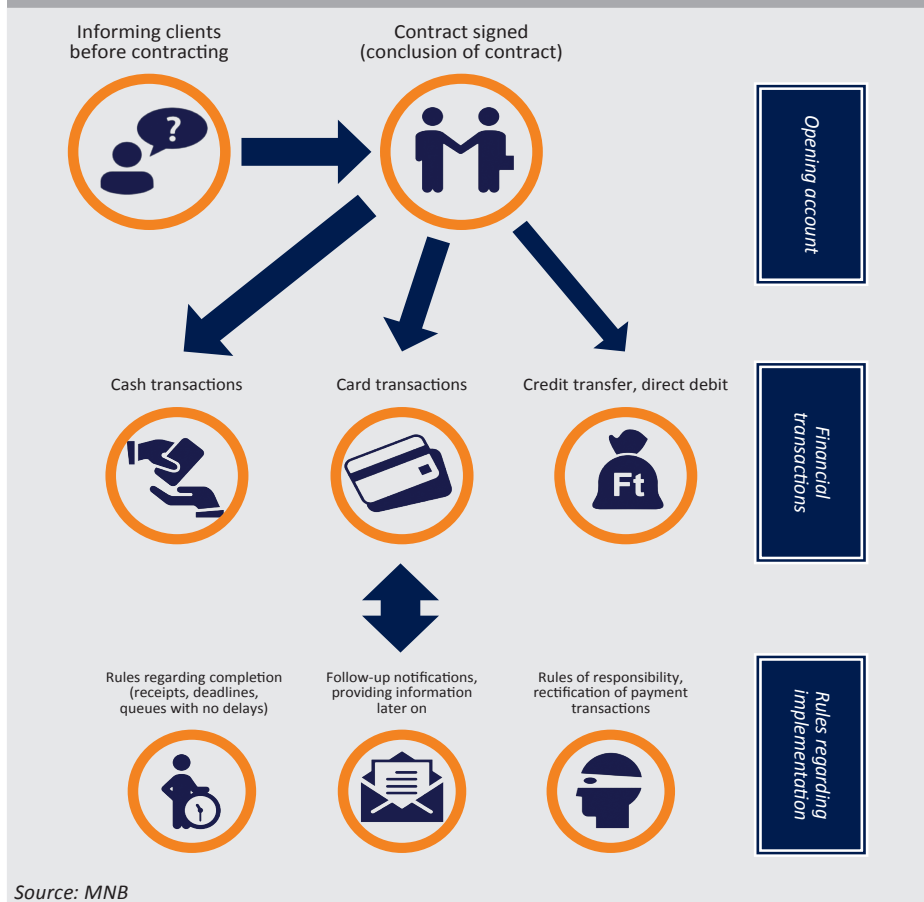 Informing clients
before contracting
Contract signed
(conclusion of contract)
?
Opening account
Cash transactions
Card transactions
Credit transfer, direct debit
Ft
Financial
transactions
Rules regarding completion
(receipts, deadlines,
queues with no delays)
Follow-up notifications,
providing information
later on
Rules of responsibility,
rectification of payment
transactions
Rules regarding
implementation
Source: MNB